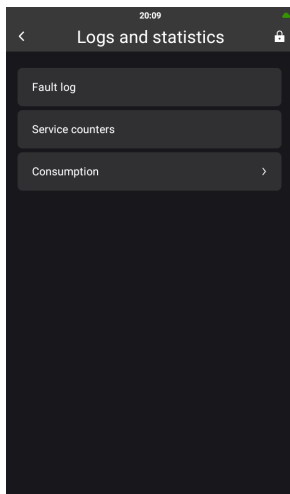 20:09
Logs and statistics
Fault log
Service counters
Consumption